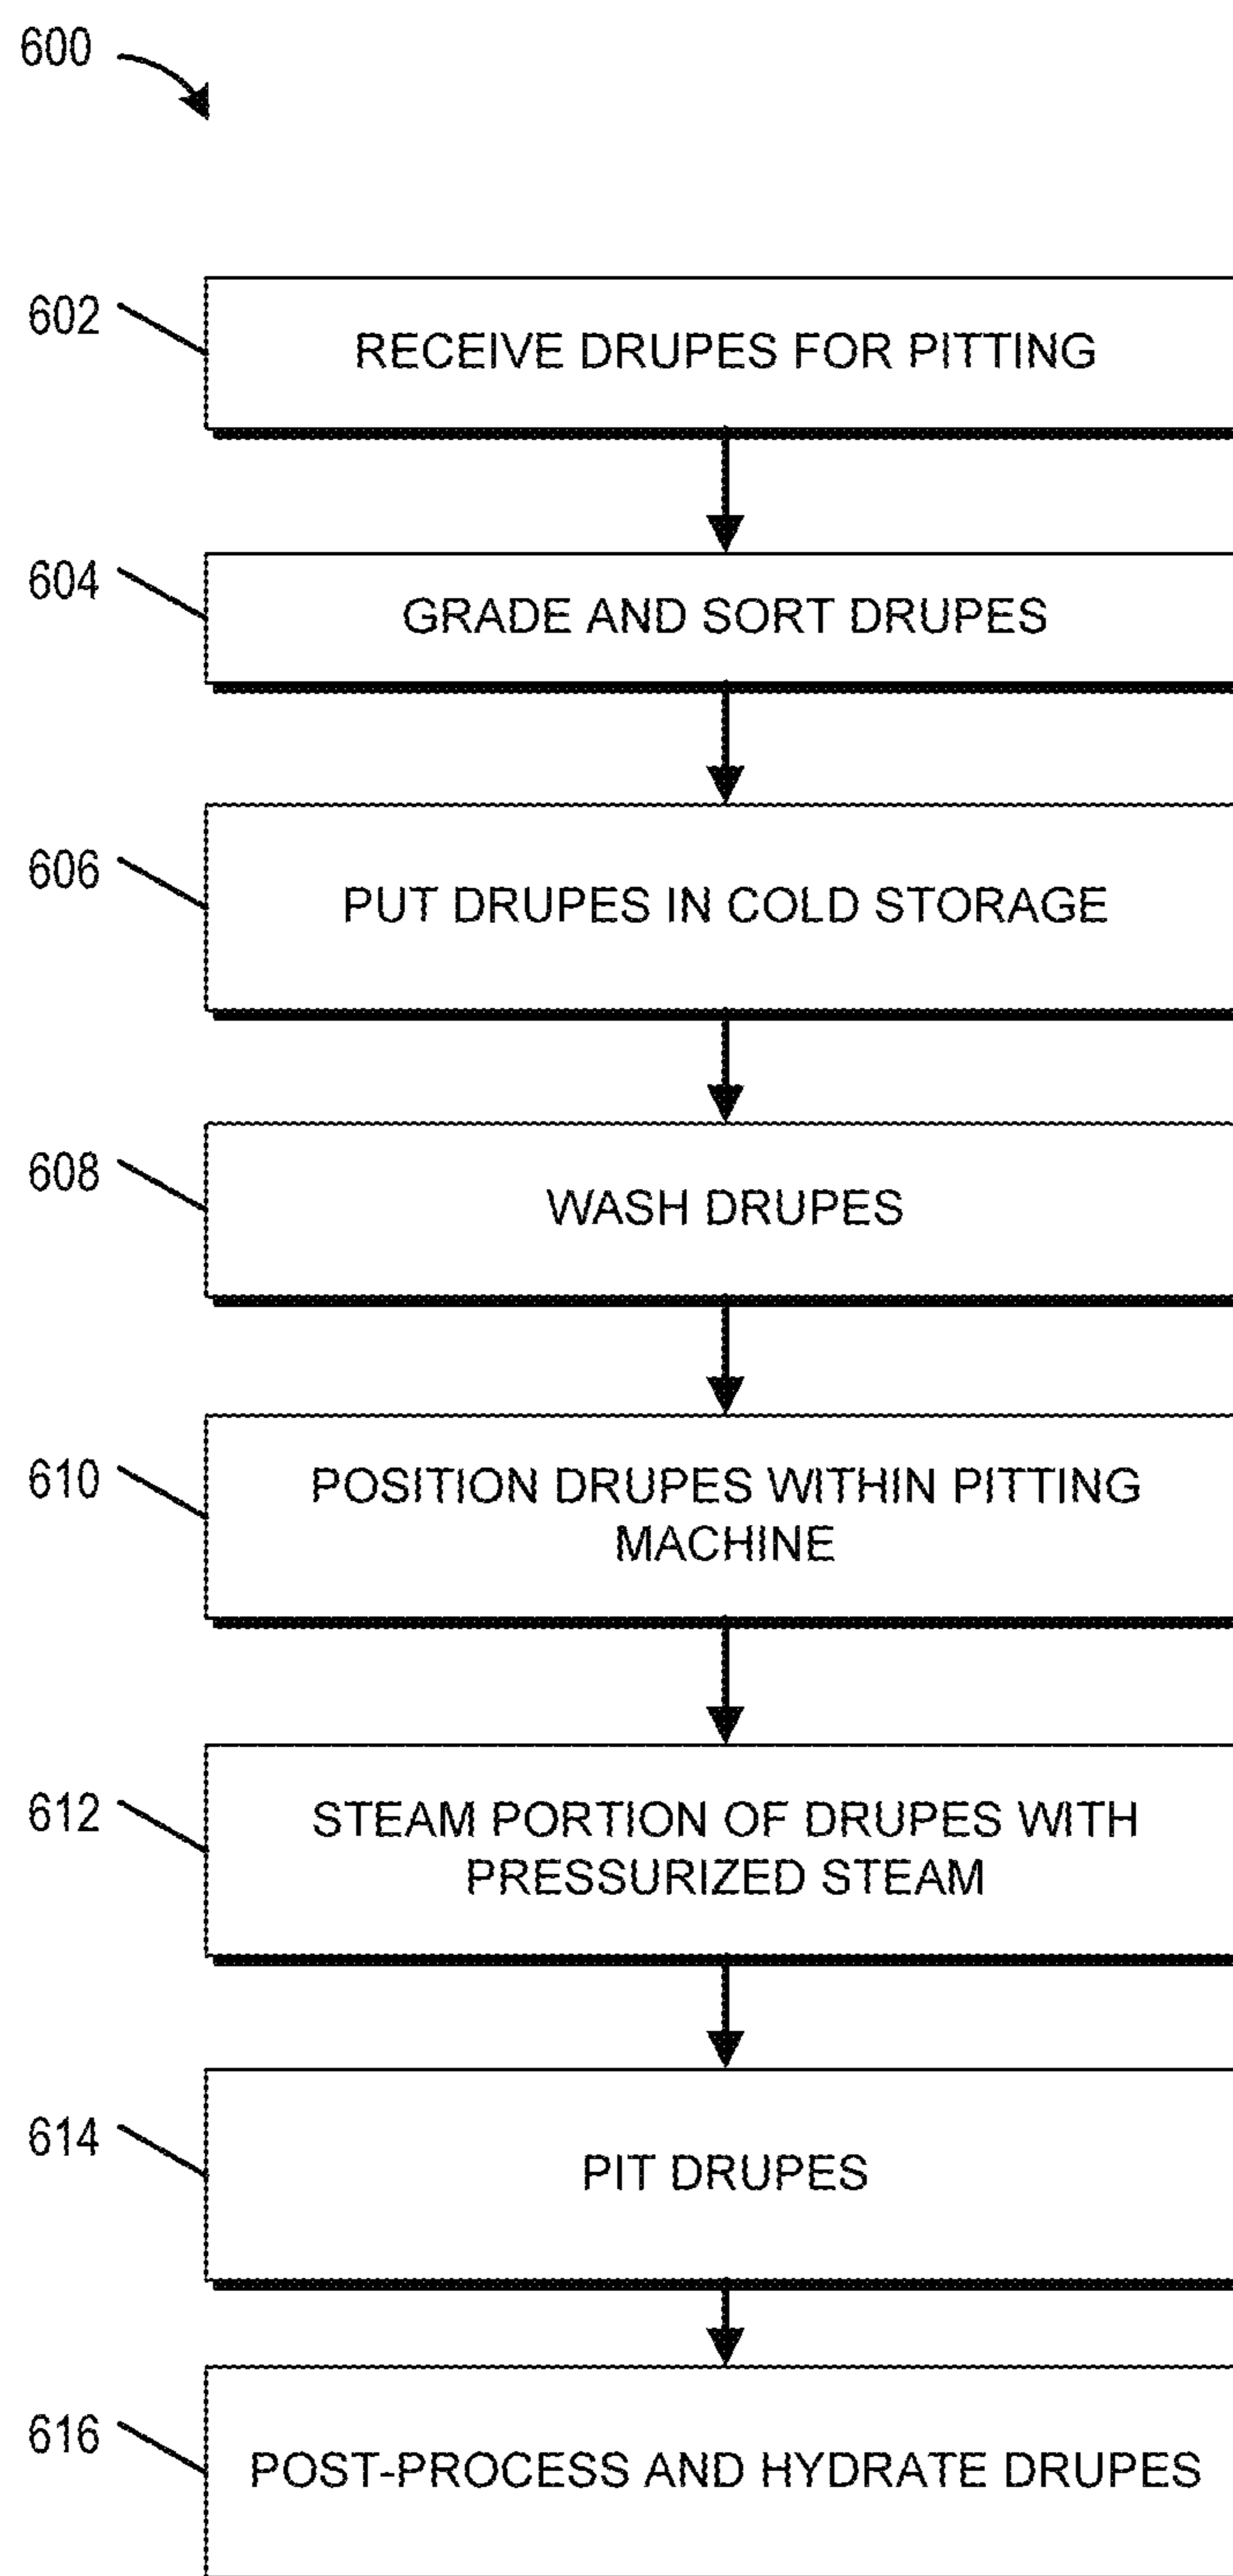 600
602
RECEIVE DRUPES FOR PITTING
604
GRADE AND SORT DRUPES
606
PUT DRUPES IN COLD STORAGE
608
WASH DRUPES
610
POSITION DRUPES WITHIN PITTING
MACHINE
612
STEAM PORTION OF DRUPES WITH
PRESSURIZED STEAM
614
PIT DRUPES
616
POST-PROCESS AND HYDRATE DRUPES